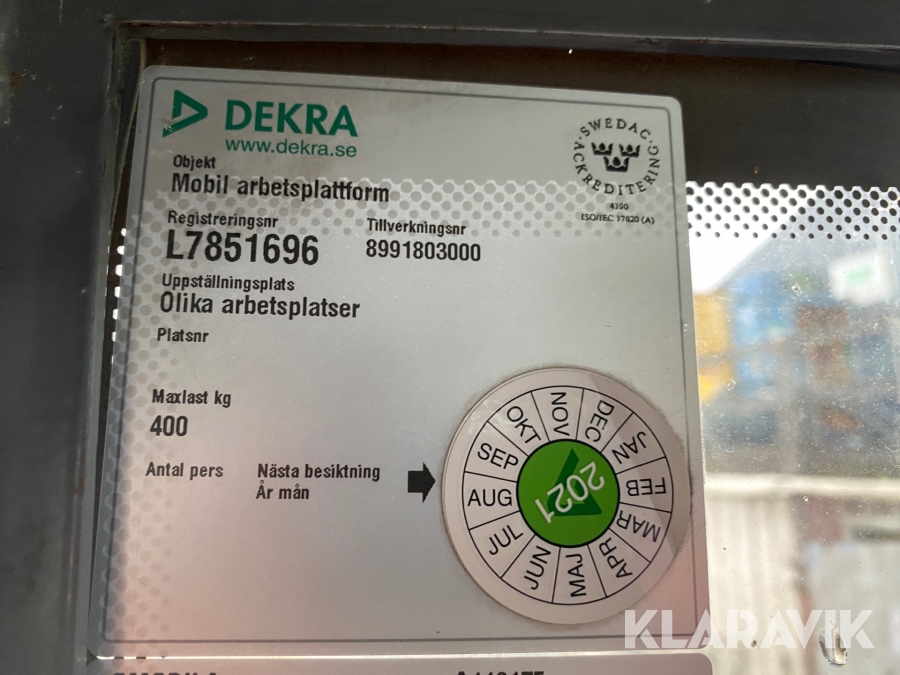 DEKRA
www.dekra.se
SWEDAC
ACKREDITERING
4390
ISO/IEC 17020 (A)
Objekt
Mobil arbetsplattform
Registreringsnr Tillverkningsnr
L7851696 8991803000
Uppställningsplats
Olika arbetsplatser
Platsnr
Maxlast kg
400
Antal pers Nästa besiktning
År mån
JAN
FEB
MAR
APR
MAJ
JUN
JUL
AUG
SEP
OKT
NOV
DEC
2021
KLARAVIK